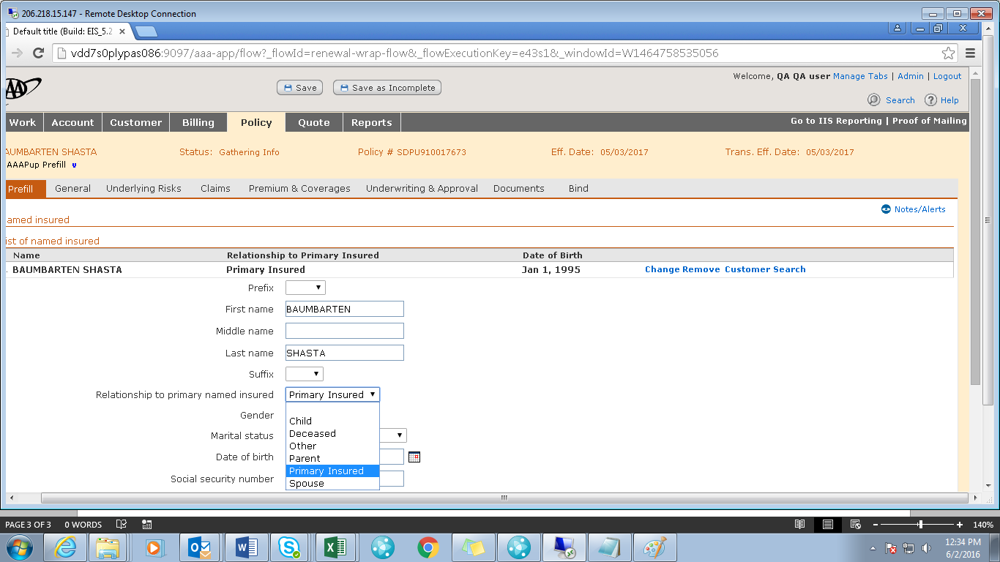 206.218.15.147 - Remote Desktop Connection
Default title (Build: EIS_5.2
vdd7s0plypas086:9097/aaa-app/flow?_flowId=renewal-wrap-flow&_flowExecutionKey=e43s1&_windowId=W1464758535056
Welcome, QA QA user Manage Tabs | Admin | Logout
Save Save as Incomplete
Search Help
Work Account Customer Billing Policy Quote Reports Go to IIS Reporting | Proof of Mailing
AUMBARTEN SHASTA Status: Gathering Info Policy # SDPU910017673 Eff. Date: 05/03/2017 Trans. Eff. Date: 05/03/2017
AAAPup Prefill v
Prefill General Underlying Risks Claims Premium & Coverages Underwriting & Approval Documents Bind
Notes/Alerts
amed insured
ist of named insured
Name Relationship to Primary Insured Date of Birth
BAUMBARTEN SHASTA Primary Insured Jan 1, 1995 Change Remove Customer Search
Prefix
First name BAUMBARTEN
Middle name
Last name SHASTA
Suffix
Relationship to primary named insured Primary Insured
Gender
Child
Marital status
Deceased
Other
Date of birth
Parent
Primary Insured
Social security number
Spouse
PAGE 3 OF 3 0 WORDS 140%
12:34 PM
6/2/2016